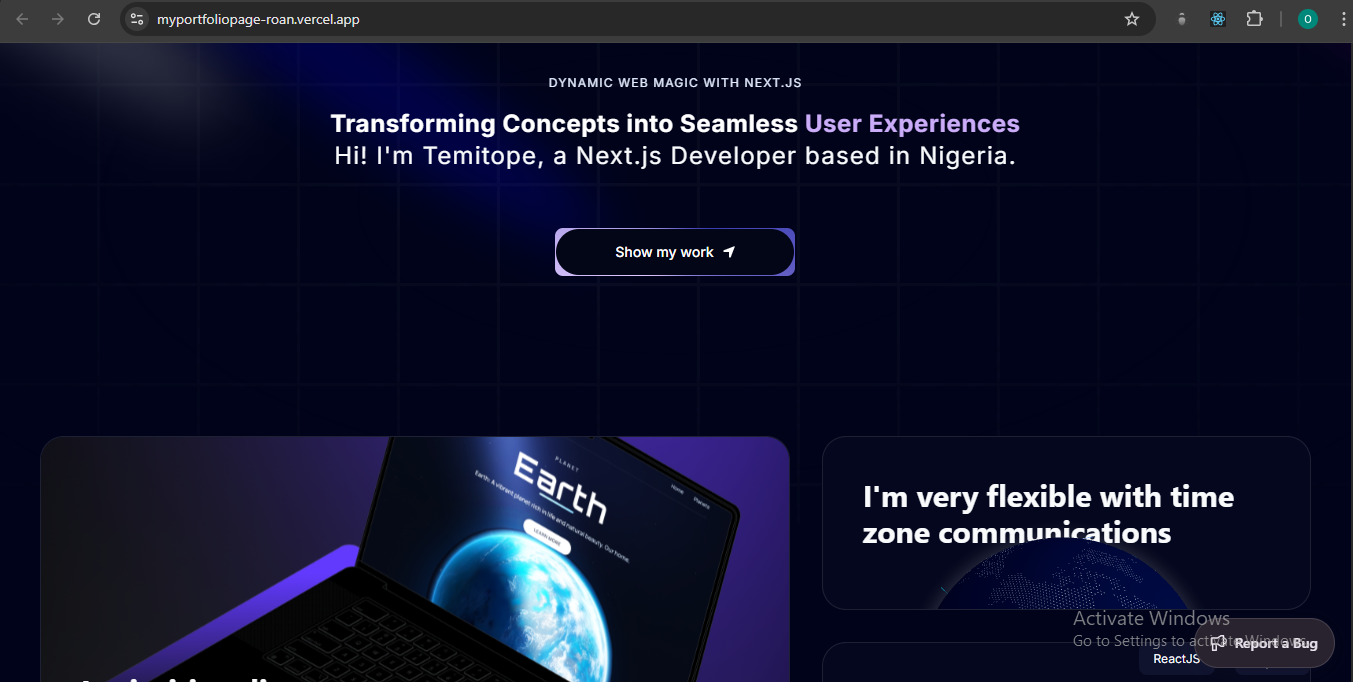 myportfoliopage-roan.vercel.app
O
DYNAMIC WEB MAGIC WITH NEXT.JS
Transforming Concepts into Seamless User Experiences
Hi! I'm Temitope, a Next.js Developer based in Nigeria.
Show my work
PLANET
Earth
Home Planets
Earth: A vibrant planet rich in life and natural beauty. Our home.
LEARN MORE
I'm very flexible with time
zone communications
Activate Windows
Go to Settings to activate Windows.
Report a Bug
ReactJS